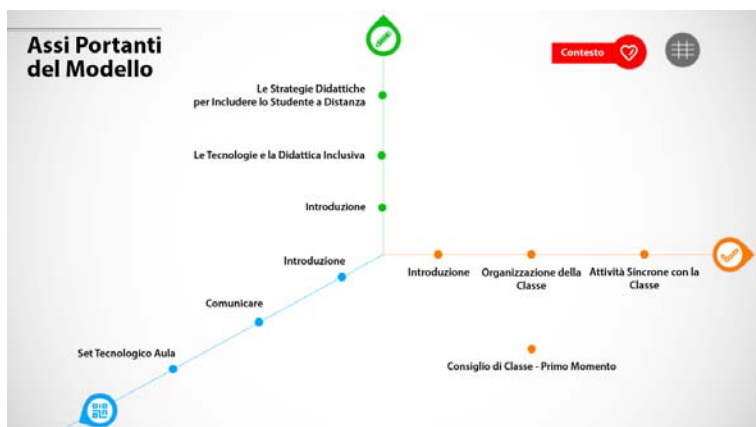 Assi Portanti
del Modello
Contesto
Le Strategie Didattiche
per Includere lo Studente a Distanza
Le Tecnologie e la Didattica Inclusiva
Introduzione
Introduzione
Comunicare
Set Tecnologico Aula
Introduzione
Organizzazione della
Classe
Attività Sincrone con la
Classe
Consiglio di Classe - Primo Momento